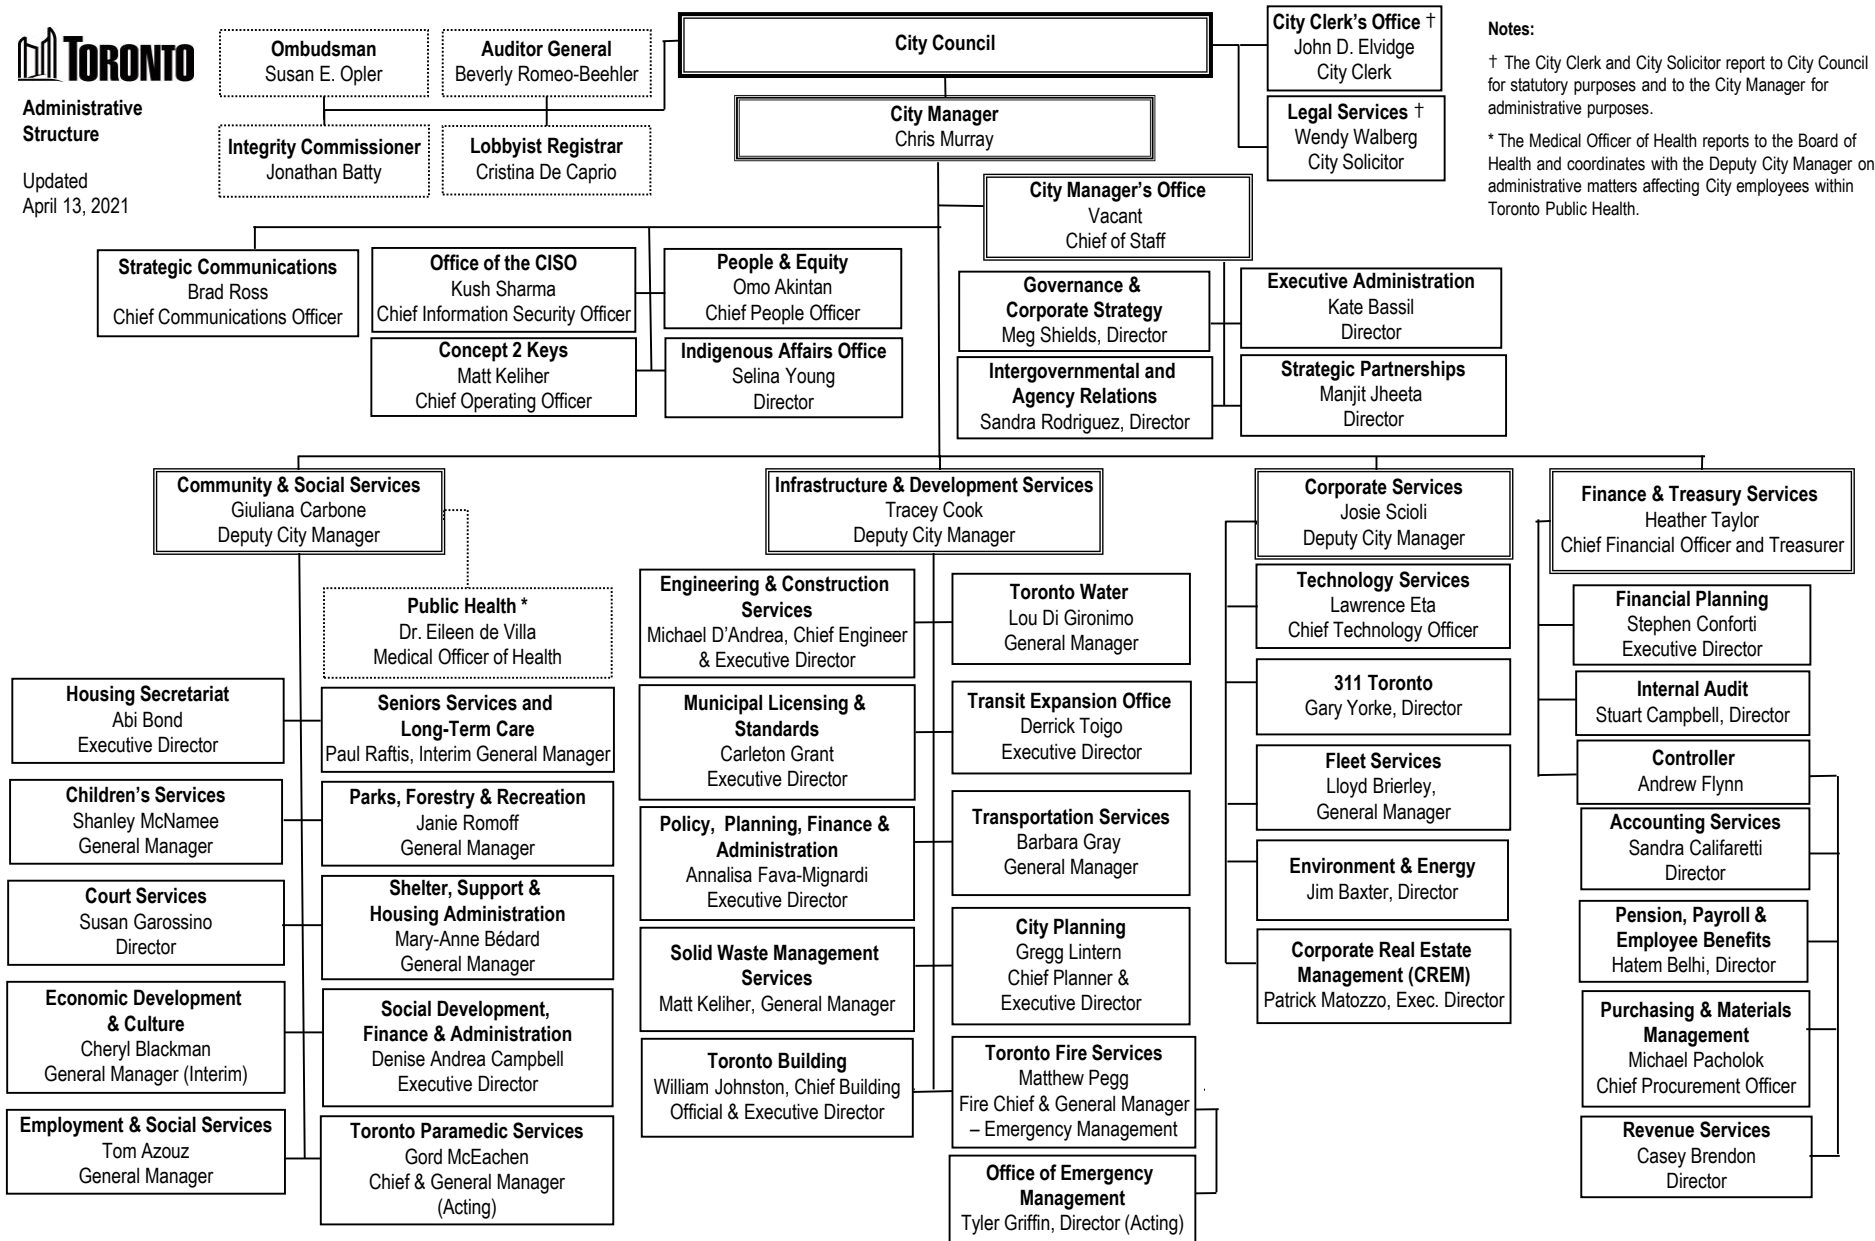 TORONTO
Administrative
Structure
Updated
April 13, 2021
Ombudsman
Susan E. Opler
Auditor General
Beverly Romeo-Beehler
Integrity Commissioner
Jonathan Batty
Lobbyist Registrar
Cristina De Caprio
City Council
City Manager
Chris Murray
City Clerk's Office †
John D. Elvidge
City Clerk
Legal Services †
Wendy Walberg
City Solicitor
Notes:
† The City Clerk and City Solicitor report to City Council
for statutory purposes and to the City Manager for
administrative purposes.
* The Medical Officer of Health reports to the Board of
Health and coordinates with the Deputy City Manager on
administrative matters affecting City employees within
Toronto Public Health.
City Manager's Office
Vacant
Chief of Staff
Strategic Communications
Brad Ross
Chief Communications Officer
Office of the CISO
Kush Sharma
Chief Information Security Officer
People & Equity
Omo Akintan
Chief People Officer
Concept 2 Keys
Matt Keliher
Chief Operating Officer
Indigenous Affairs Office
Selina Young
Director
Governance &
Corporate Strategy
Meg Shields, Director
Executive Administration
Kate Bassil
Director
Intergovernmental and
Agency Relations
Sandra Rodriguez, Director
Strategic Partnerships
Manjit Jheeta
Director
Community & Social Services
Giuliana Carbone
Deputy City Manager
Public Health *
Dr. Eileen de Villa
Medical Officer of Health
Housing Secretariat
Abi Bond
Executive Director
Seniors Services and
Long-Term Care
Paul Raftis, Interim General Manager
Children's Services
Shanley McNamee
General Manager
Parks, Forestry & Recreation
Janie Romoff
General Manager
Court Services
Susan Garossino
Director
Shelter, Support &
Housing Administration
Mary-Anne Bédard
General Manager
Economic Development
& Culture
Cheryl Blackman
General Manager (Interim)
Social Development,
Finance & Administration
Denise Andrea Campbell
Executive Director
Employment & Social Services
Tom Azouz
General Manager
Toronto Paramedic Services
Gord McEachen
Chief & General Manager
(Acting)
Infrastructure & Development Services
Tracey Cook
Deputy City Manager
Engineering & Construction
Services
Michael D'Andrea, Chief Engineer
& Executive Director
Toronto Water
Lou Di Gironimo
General Manager
Municipal Licensing &
Standards
Carleton Grant
Executive Director
Transit Expansion Office
Derrick Toigo
Executive Director
Policy, Planning, Finance &
Administration
Annalisa Fava-Mignardi
Executive Director
Transportation Services
Barbara Gray
General Manager
Solid Waste Management
Services
Matt Keliher, General Manager
City Planning
Gregg Lintern
Chief Planner &
Executive Director
Toronto Building
William Johnston, Chief Building
Official & Executive Director
Toronto Fire Services
Matthew Pegg
Fire Chief & General Manager
– Emergency Management
Office of Emergency
Management
Tyler Griffin, Director (Acting)
Corporate Services
Josie Scioli
Deputy City Manager
Technology Services
Lawrence Eta
Chief Technology Officer
311 Toronto
Gary Yorke, Director
Fleet Services
Lloyd Brierley,
General Manager
Environment & Energy
Jim Baxter, Director
Corporate Real Estate
Management (CREM)
Patrick Matozzo, Exec. Director
Finance & Treasury Services
Heather Taylor
Chief Financial Officer and Treasurer
Financial Planning
Stephen Conforti
Executive Director
Internal Audit
Stuart Campbell, Director
Controller
Andrew Flynn
Accounting Services
Sandra Califaretti
Director
Pension, Payroll &
Employee Benefits
Hatem Belhi, Director
Purchasing & Materials
Management
Michael Pacholok
Chief Procurement Officer
Revenue Services
Casey Brendon
Director